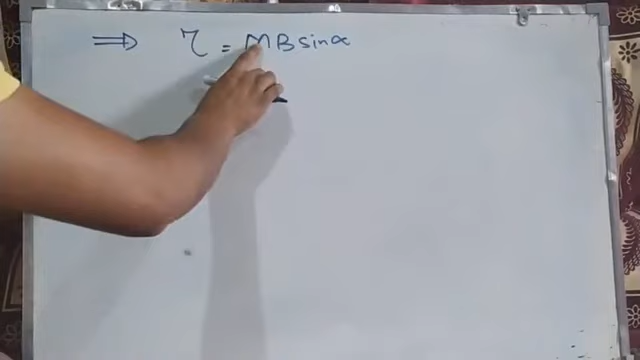 ⇒ τ = MB sinα